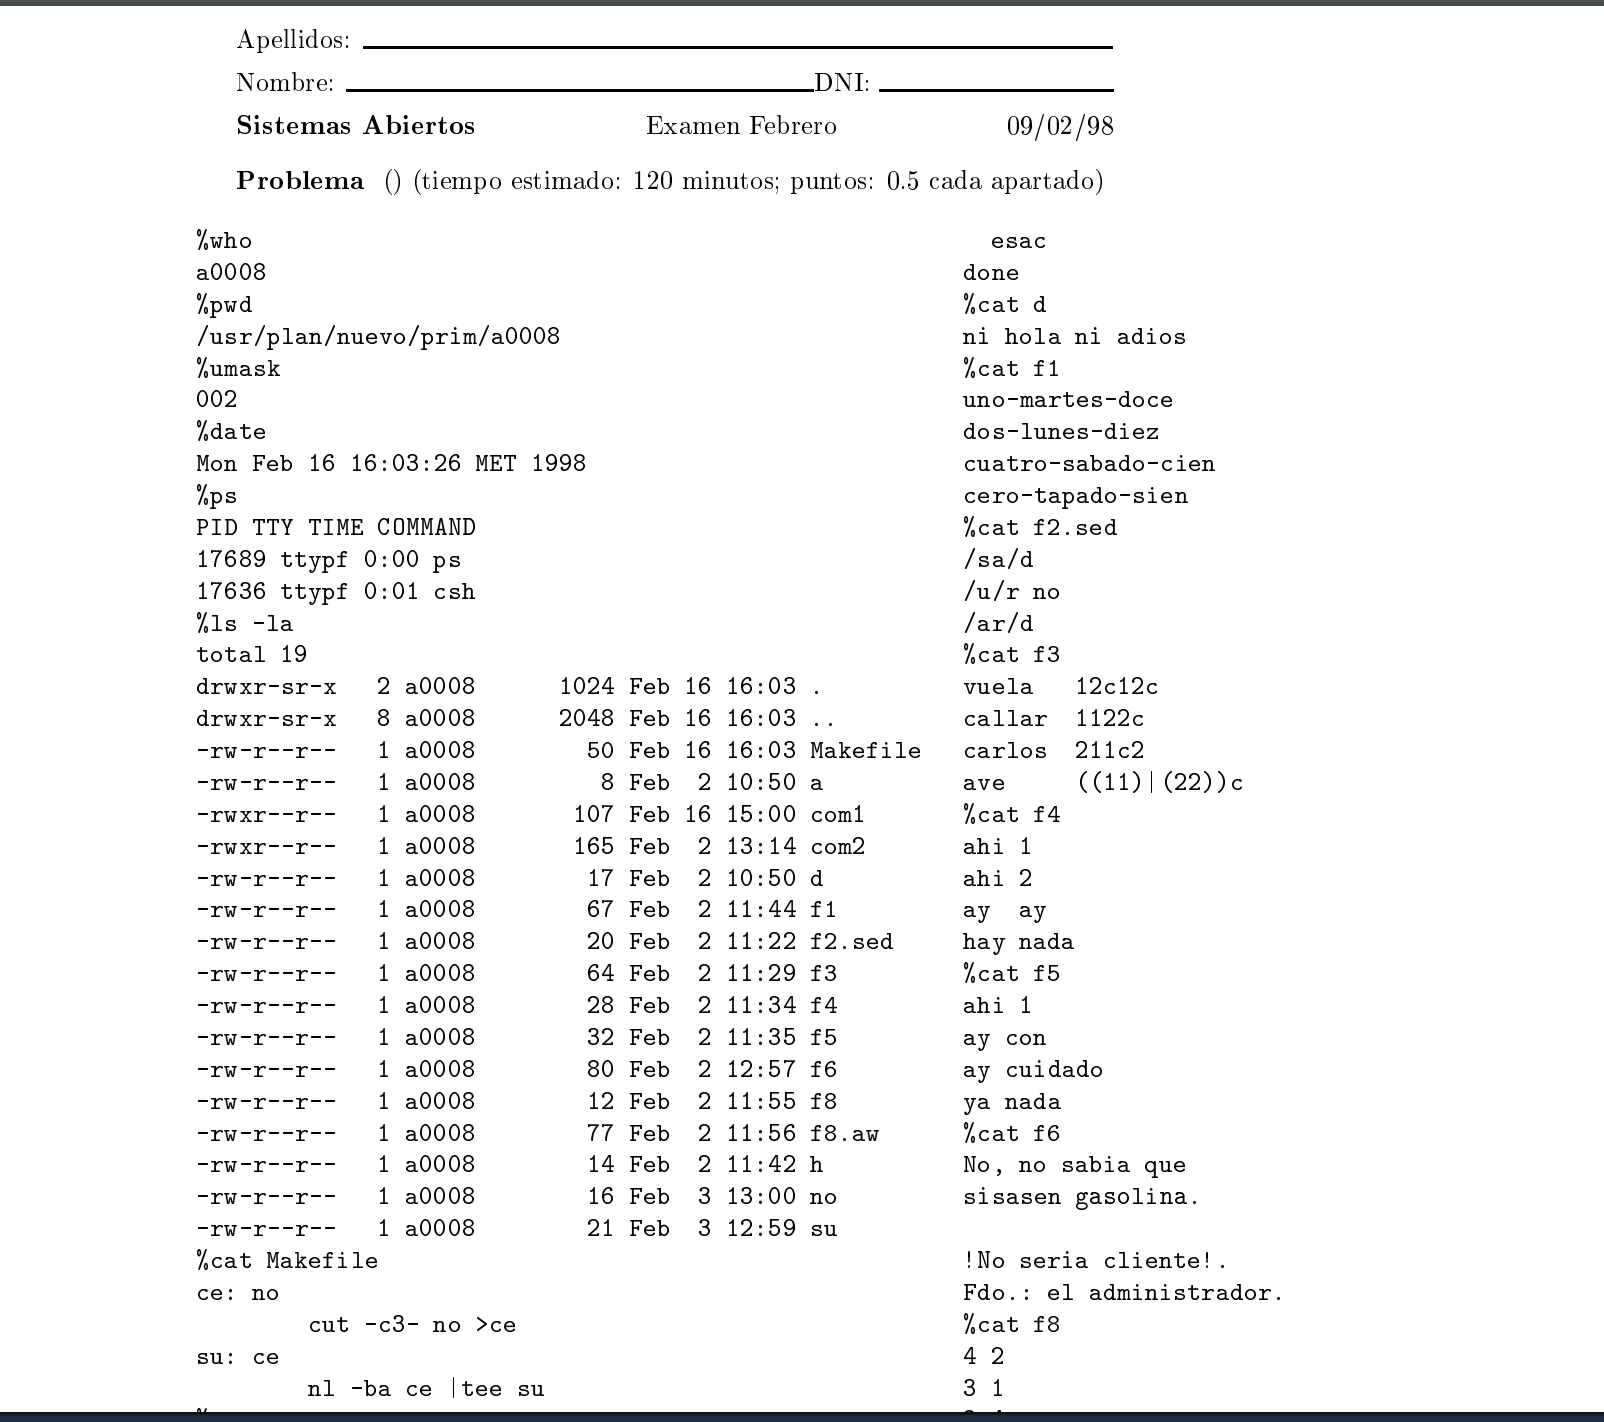 Apellidos:
Nombre: DNI:
Sistemas Abiertos Examen Febrero 09/02/98
Problema () (tiempo estimado: 120 minutos; puntos: 0.5 cada apartado)
%who
a0008
%pwd
/usr/plan/nuevo/prim/a0008
%umask
002
%date
Mon Feb 16 16:03:26 MET 1998
%ps
PID TTY TIME COMMAND
17689 ttypf 0:00 ps
17636 ttypf 0:01 csh
%ls -la
total 19
drwxr-sr-x   2 a0008      1024 Feb 16 16:03 .
drwxr-sr-x   8 a0008      2048 Feb 16 16:03 ..
-rw-r--r--   1 a0008        50 Feb 16 16:03 Makefile
-rw-r--r--   1 a0008         8 Feb  2 10:50 a
-rwxr--r--   1 a0008       107 Feb 16 15:00 com1
-rwxr--r--   1 a0008       165 Feb  2 13:14 com2
-rw-r--r--   1 a0008        17 Feb  2 10:50 d
-rw-r--r--   1 a0008        67 Feb  2 11:44 f1
-rw-r--r--   1 a0008        20 Feb  2 11:22 f2.sed
-rw-r--r--   1 a0008        64 Feb  2 11:29 f3
-rw-r--r--   1 a0008        28 Feb  2 11:34 f4
-rw-r--r--   1 a0008        32 Feb  2 11:35 f5
-rw-r--r--   1 a0008        80 Feb  2 12:57 f6
-rw-r--r--   1 a0008        12 Feb  2 11:55 f8
-rw-r--r--   1 a0008        77 Feb  2 11:56 f8.aw
-rw-r--r--   1 a0008        14 Feb  2 11:42 h
-rw-r--r--   1 a0008        16 Feb  3 13:00 no
-rw-r--r--   1 a0008        21 Feb  3 12:59 su
%cat Makefile
ce: no
        cut -c3- no >ce
su: ce
        nl -ba ce |tee su
  esac
done
%cat d
ni hola ni adios
%cat f1
uno-martes-doce
dos-lunes-diez
cuatro-sabado-cien
cero-tapado-sien
%cat f2.sed
/sa/d
/u/r no
/ar/d
%cat f3
vuela   12c12c
callar  1122c
carlos  211c2
ave     ((11)|(22))c
%cat f4
ahi 1
ahi 2
ay  ay
hay nada
%cat f5
ahi 1
ay con
ay cuidado
ya nada
%cat f6
No, no sabia que
sisasen gasolina.
!No seria cliente!.
Fdo.: el administrador.
%cat f8
4 2
3 1